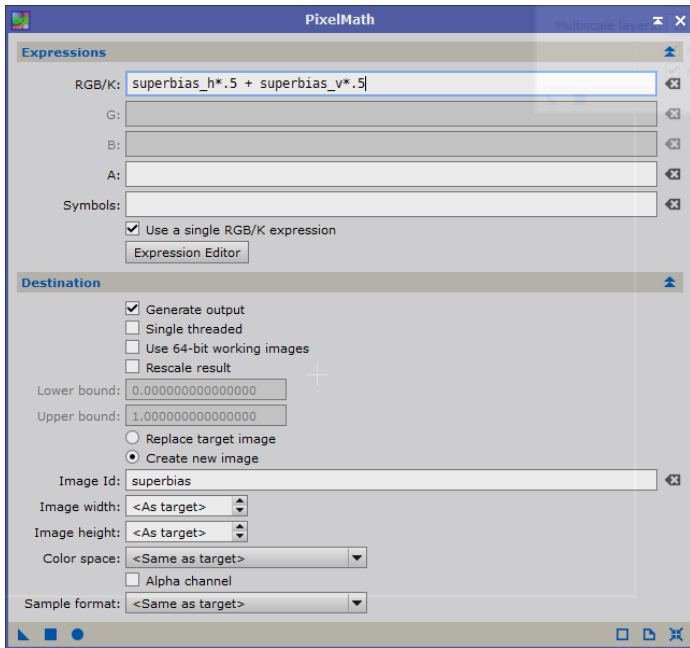 PixelMath
Multiscale layers
Expressions
RGB/K: superbias_h*.5 + superbias_v*.5
G:
B:
A:
Symbols:
Use a single RGB/K expression
Expression Editor
Destination
Generate output
Single threaded
Use 64-bit working images
Rescale result
Lower bound: 0.000000000000000
Upper bound: 1.000000000000000
Replace target image
Create new image
Image Id: superbias
Image width: <As target>
Image height: <As target>
Color space: <Same as target>
Alpha channel
Sample format: <Same as target>